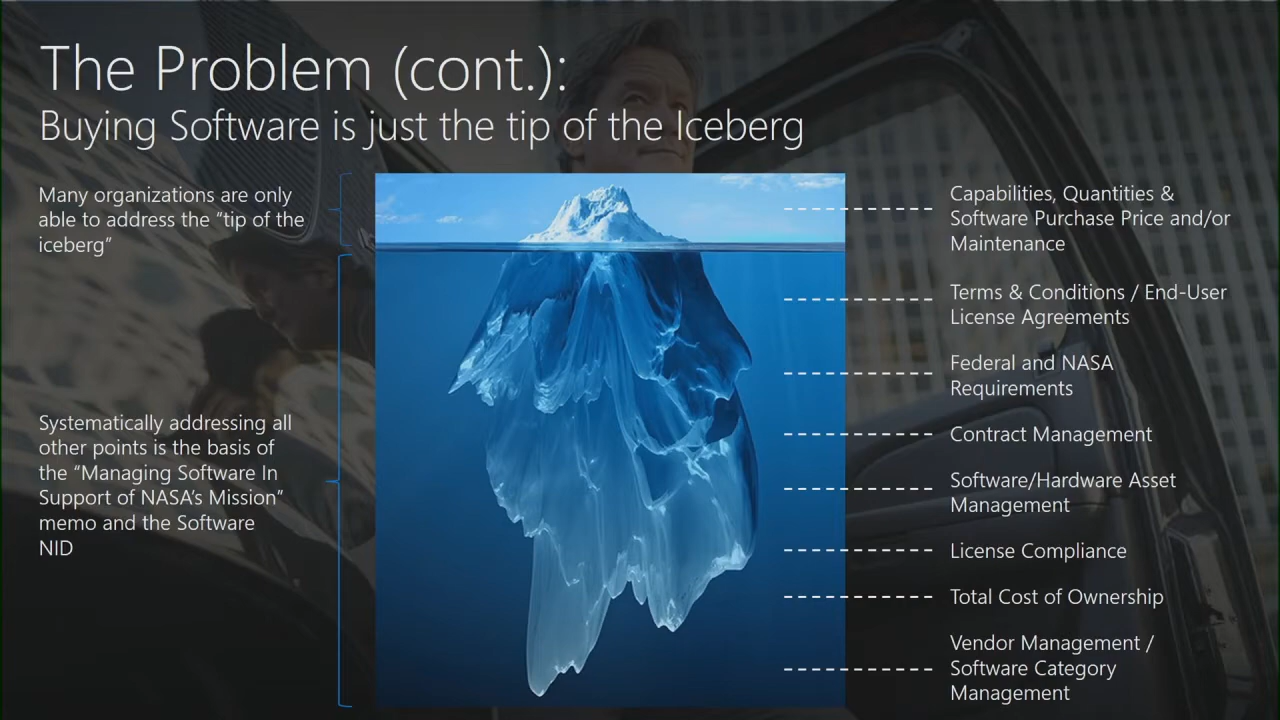 The Problem (cont.):
Buying Software is just the tip of the Iceberg
Many organizations are only
able to address the “tip of the
iceberg”
Systematically addressing all
other points is the basis of
the “Managing Software In
Support of NASA’s Mission”
memo and the Software
NID
Capabilities, Quantities &
Software Purchase Price and/or
Maintenance
Terms & Conditions / End-User
License Agreements
Federal and NASA
Requirements
Contract Management
Software/Hardware Asset
Management
License Compliance
Total Cost of Ownership
Vendor Management /
Software Category
Management